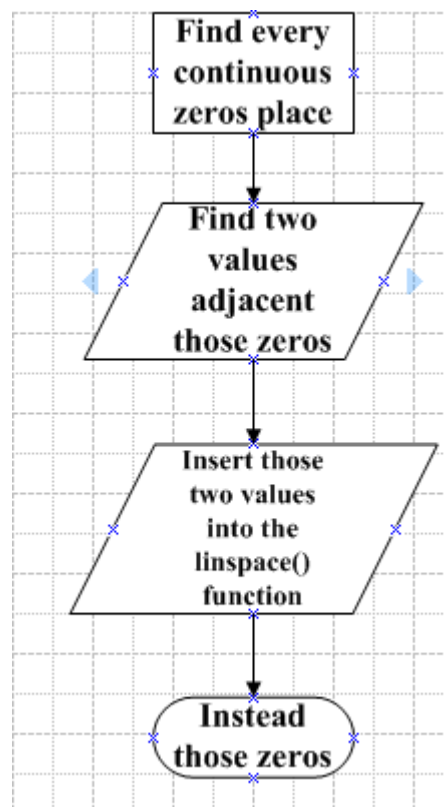 Find every
continuous
zeros place
Find two
values
adjacent
those zeros
Insert those
two values
into the
linspace()
function
Instead
those zeros